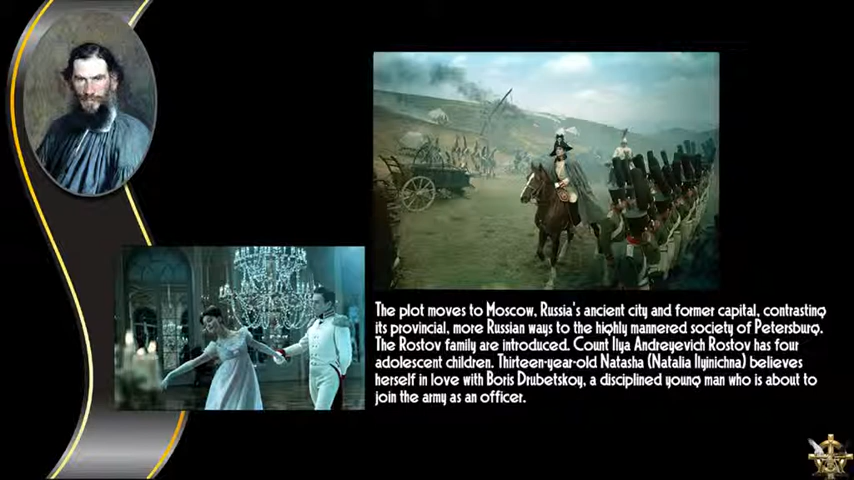 The plot moves to Moscow, Russia's ancient city and former capital, contrasting
its provincial, more Russian ways to the highly mannered society of Petersburg.
The Rostov family are introduced. Count Ilya Andreyevich Rostov has four
adolescent children. Thirteen-year-old Natasha (Natalia Ilyinichna) believes
herself in love with Boris Drubetskoy, a disciplined young man who is about to
join the army as an officer.